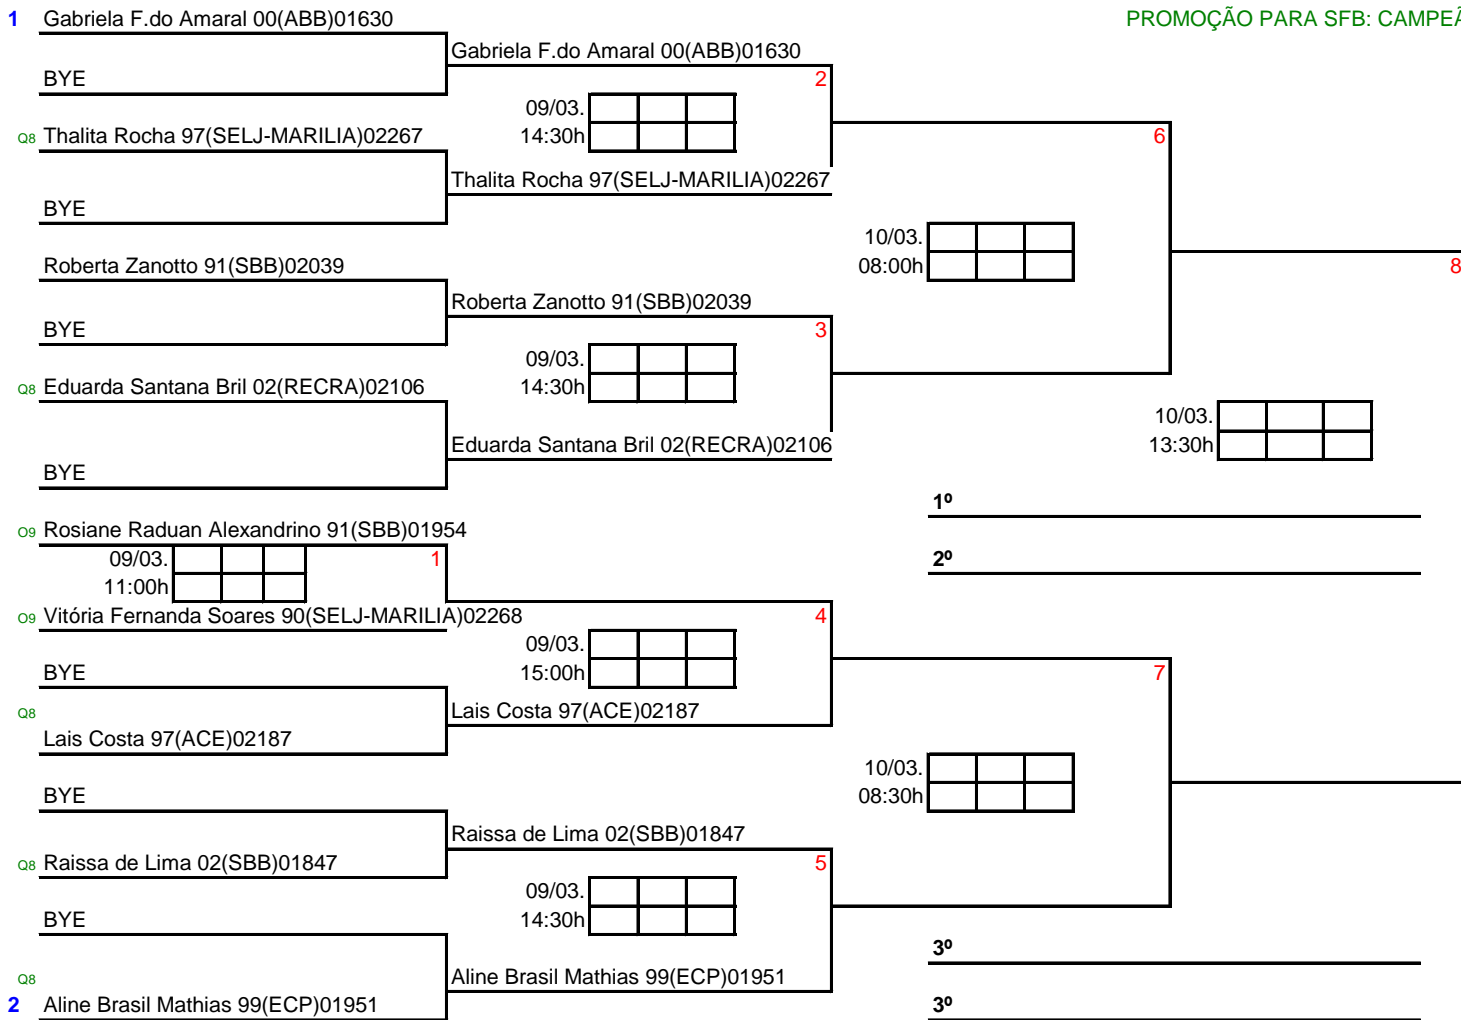 1 Gabriela F.do Amaral 00(ABB)01630
PROMOÇÃO PARA SFB:
Gabriela F.do Amaral 00(ABB)01630
BYE
2
09/03.
14:30h
Q8 Thalita Rocha 97(SELJ-MARILIA)02267
6
Thalita Rocha 97(SELJ-MARILIA)02267
BYE
10/03.
08:00h
Roberta Zanotto 91(SBB)02039
8
Roberta Zanotto 91(SBB)02039
BYE
3
09/03.
14:30h
Q8 Eduarda Santana Bril 02(RECRA)02106
10/03.
13:30h
Eduarda Santana Bril 02(RECRA)02106
BYE
1º
O9 Rosiane Raduan Alexandrino 91(SBB)01954
09/03.
11:00h
1
2º
O9 Vitória Fernanda Soares 90(SELJ-MARILIA)02268
4
09/03.
15:00h
BYE
7
Q8
Lais Costa 97(ACE)02187
Lais Costa 97(ACE)02187
10/03.
08:30h
BYE
Raissa de Lima 02(SBB)01847
Q8 Raissa de Lima 02(SBB)01847
5
09/03.
14:30h
BYE
3º
Q8
Aline Brasil Mathias 99(ECP)01951
2 Aline Brasil Mathias 99(ECP)01951
3º